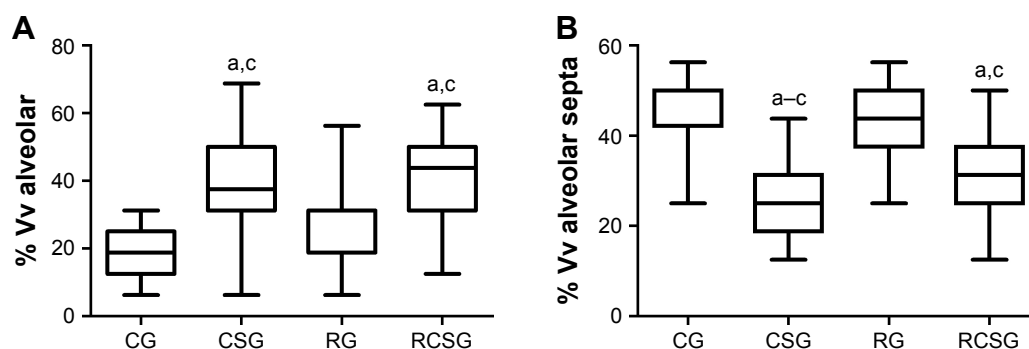 A
% Vv alveolar
80
60
40
20
0
a,c
a,c
CG CSG RG RCSG
B
% Vv alveolar septa
60
40
20
0
a–c
a,c
CG CSG RG RCSG